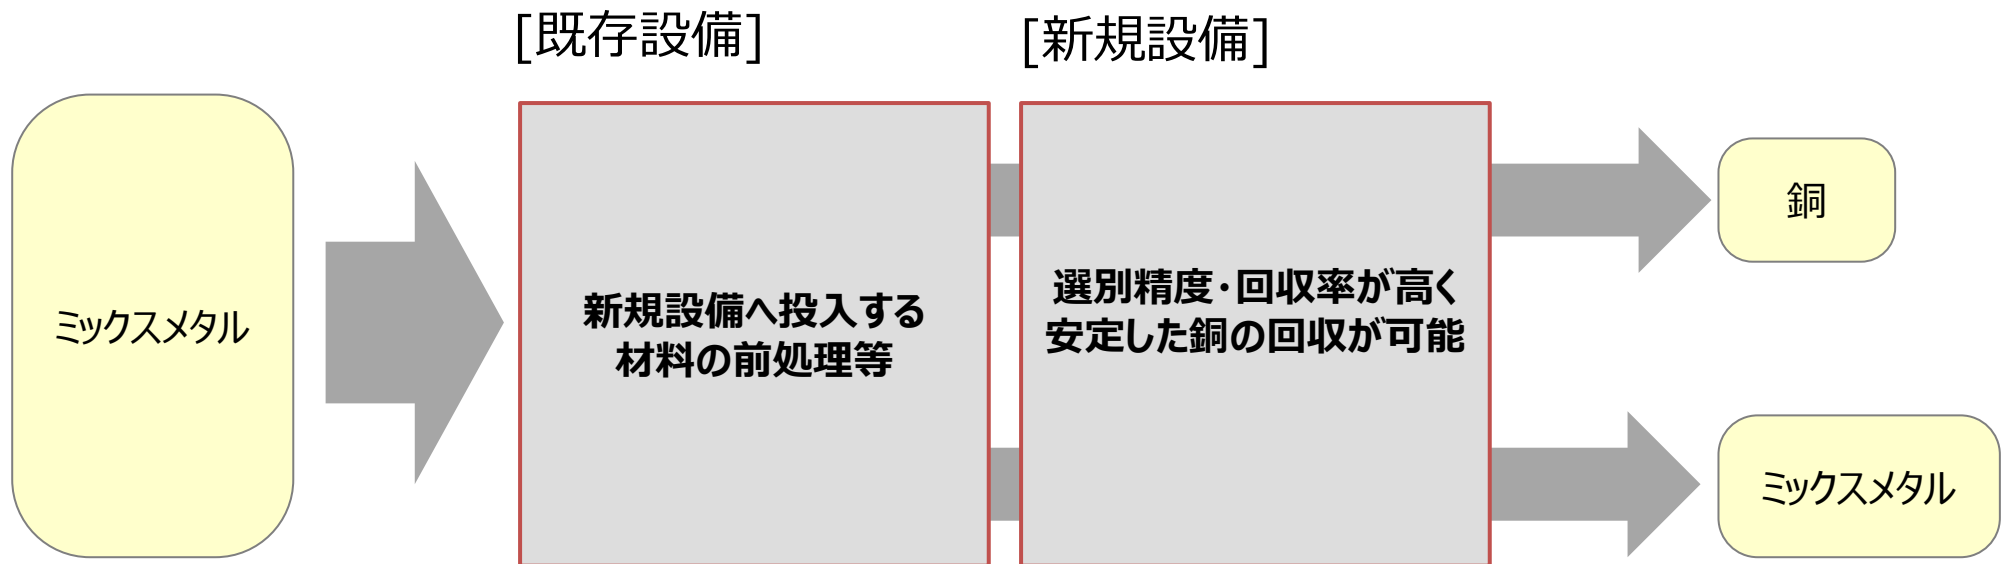 [既存設備]
[新規設備]
ミックスメタル
新規設備へ投入する
材料の前処理等
選別精度・回収率が高く
安定した銅の回収が可能
銅
ミックスメタル